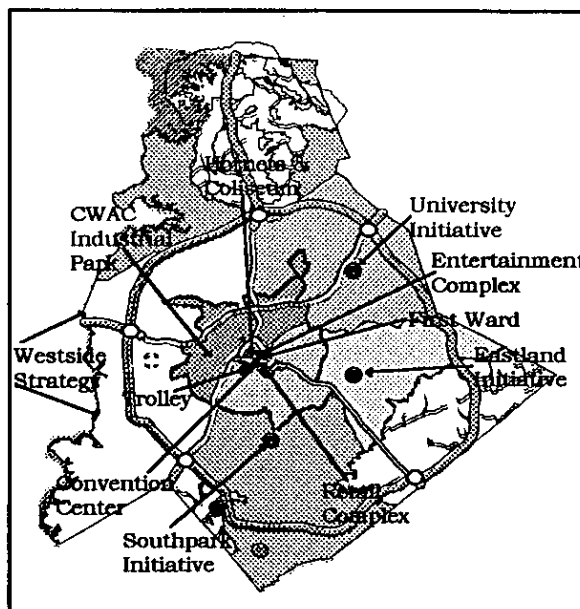 Hornets &
Coliseum
CWAC
Industrial
Park
University
Initiative
Entertainment
Complex
First Ward
Westside
Strategy
Eastland
Initiative
Trolley
Convention
Center
Retail
Complex
Southpark
Initiative